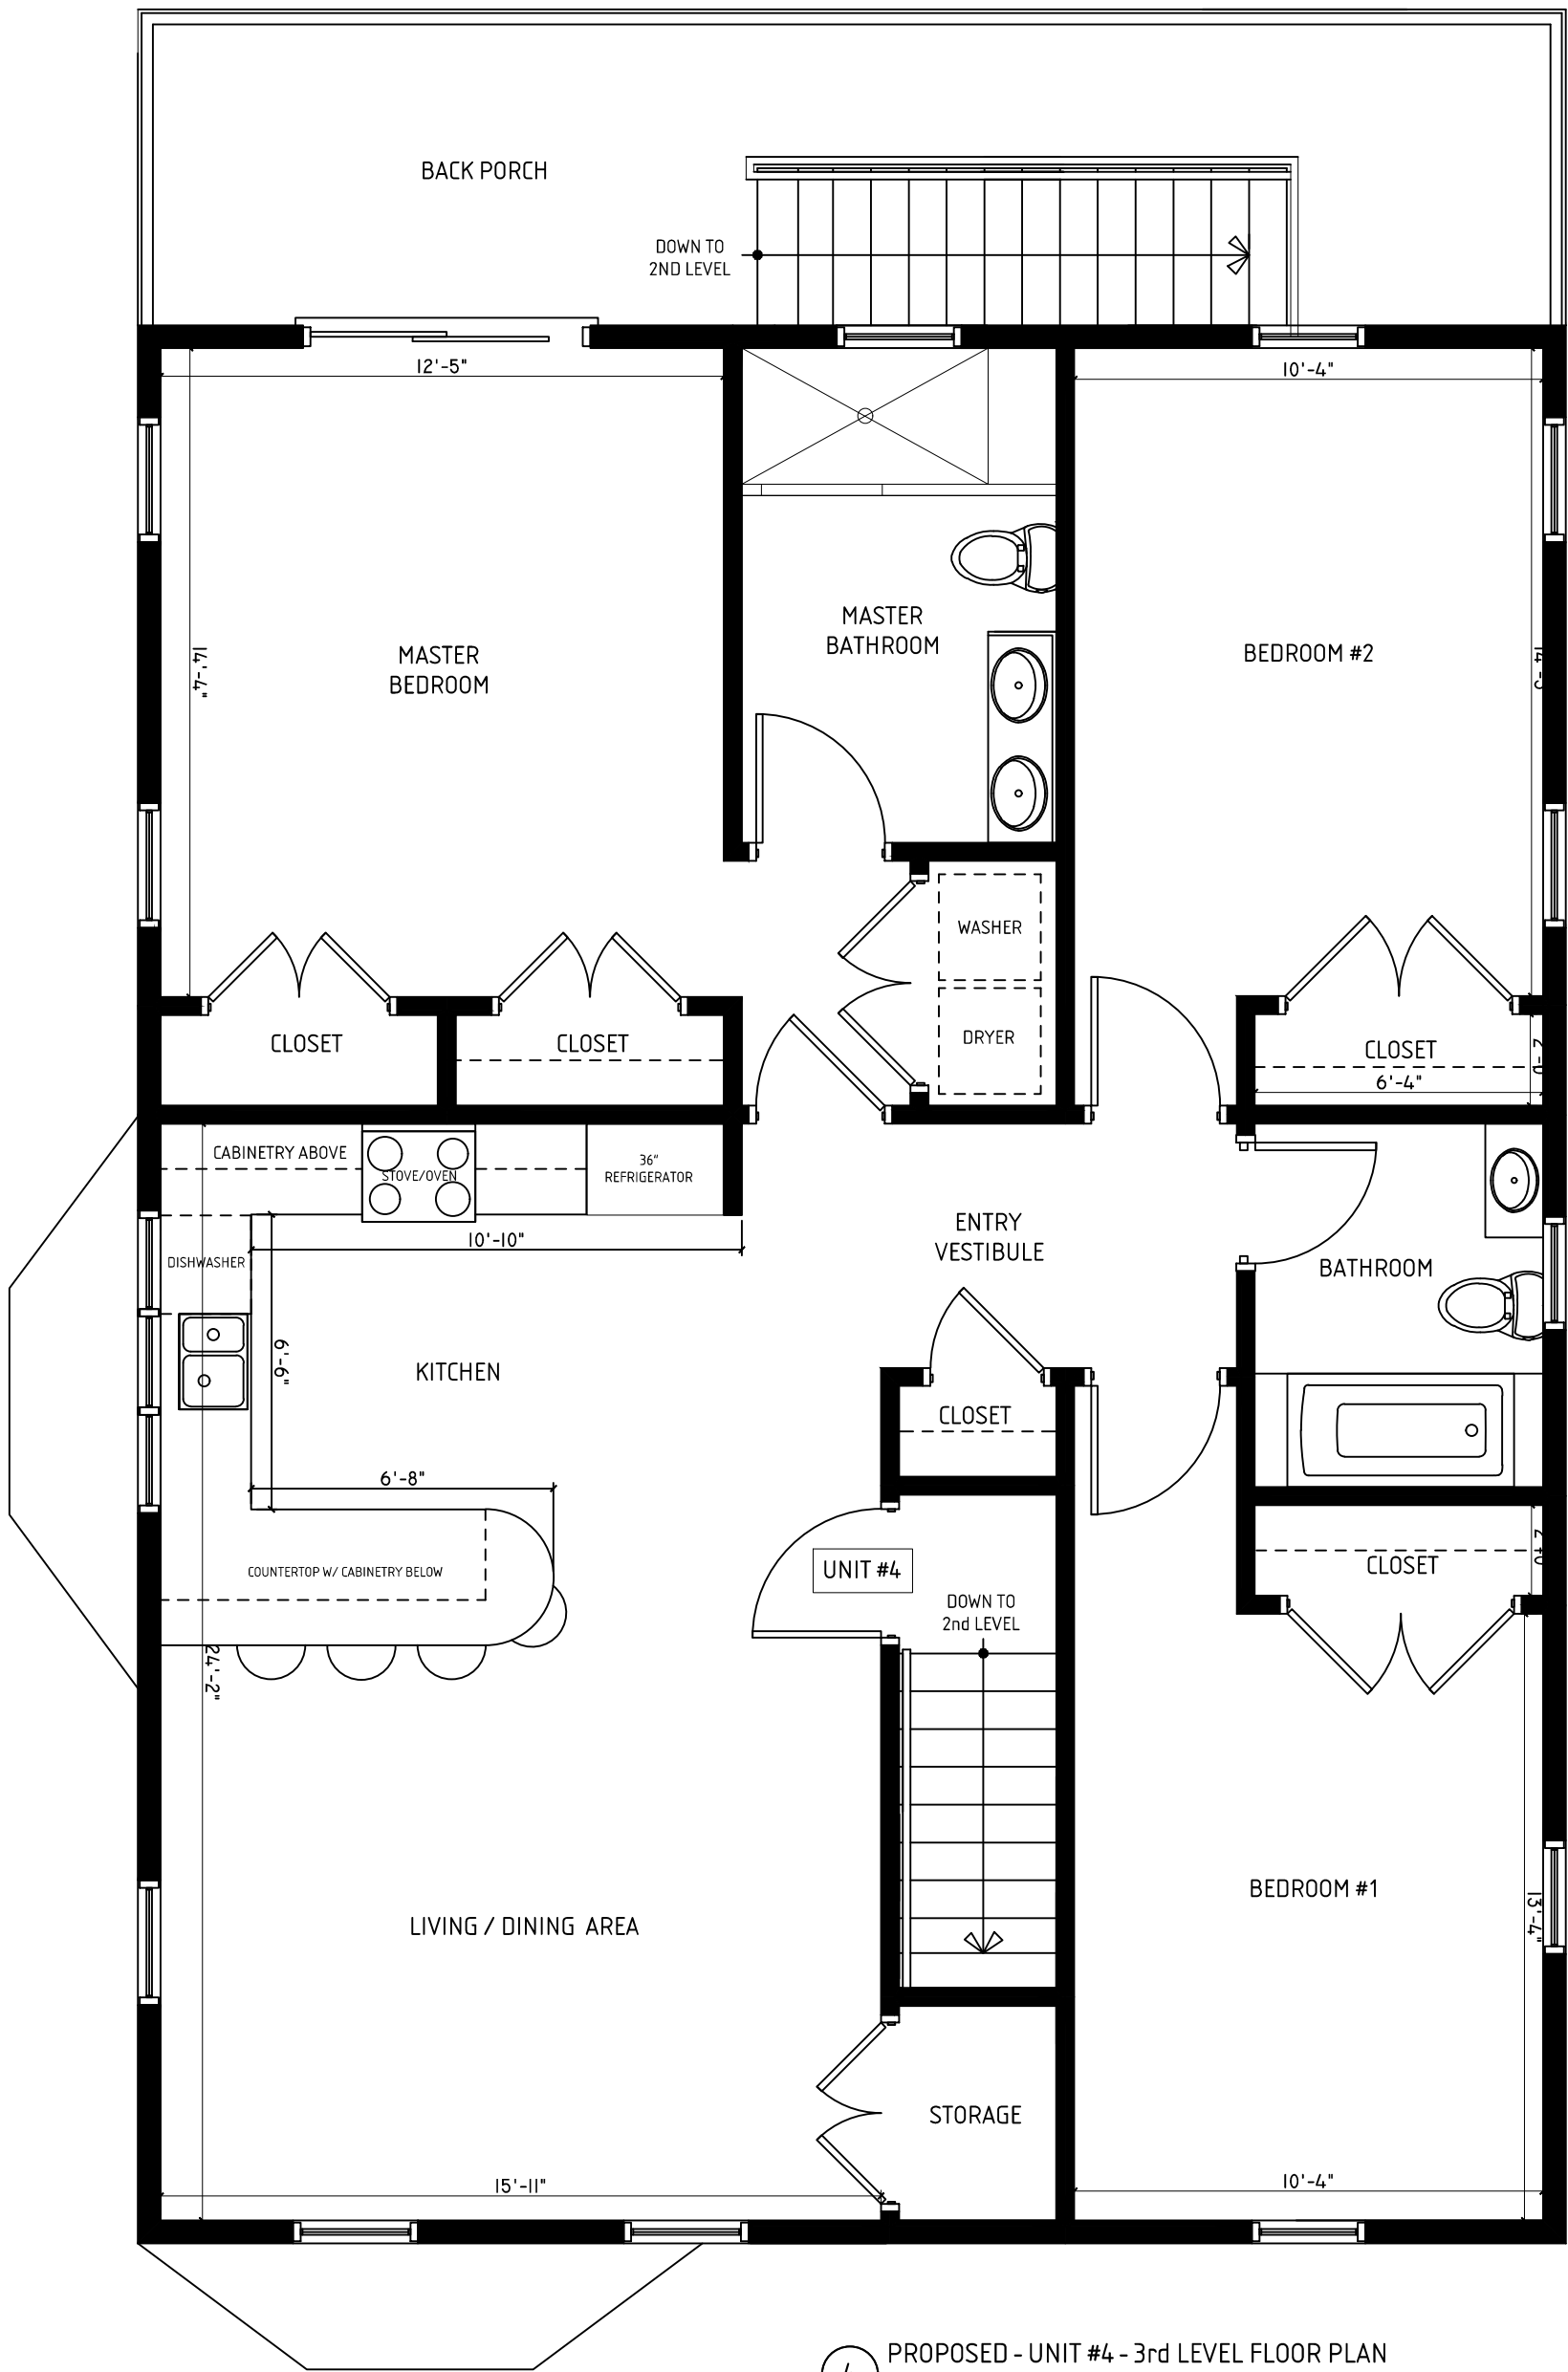 BACK PORCH
DOWN TO
2ND LEVEL
12'-5"
10'-4"
MASTER
BATHROOM
MASTER
BEDROOM
14'-4"
BEDROOM #2
WASHER
DRYER
CLOSET
CLOSET
CLOSET
6'-4"
CABINETRY ABOVE
STOVE/OVEN
36"
REFRIGERATOR
10'-10"
ENTRY
VESTIBULE
DISHWASHER
BATHROOM
KITCHEN
6'-6"
CLOSET
6'-8"
COUNTERTOP W/ CABINETRY BELOW
UNIT #4
CLOSET
DOWN TO
2nd LEVEL
24'-2"
BEDROOM #1
13'-4"
LIVING / DINING AREA
STORAGE
15'-11"
10'-4"
PROPOSED - UNIT #4 - 3rd LEVEL FLOOR PLAN